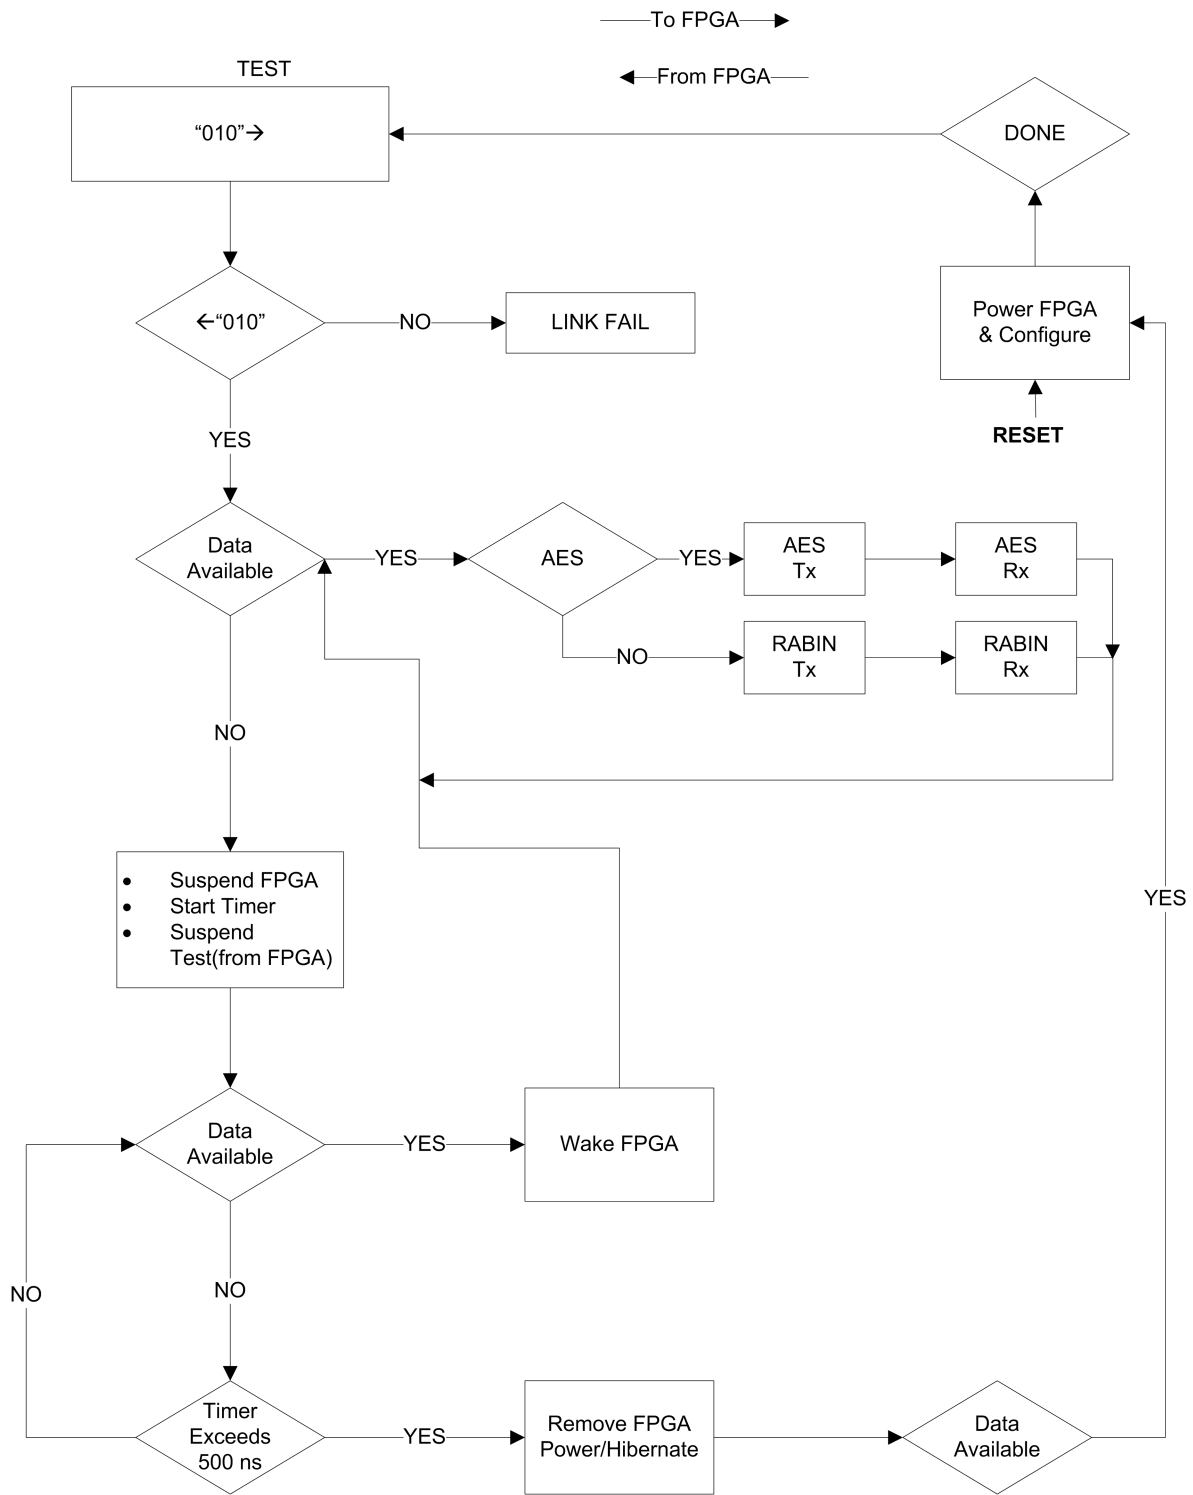 To FPGA
From FPGA
TEST
“010”→
DONE
←“010”
NO
LINK FAIL
Power FPGA
& Configure
RESET
YES
Data
Available
YES
AES
YES
AES
Tx
AES
Rx
NO
RABIN
Tx
RABIN
Rx
NO
• Suspend FPGA
• Start Timer
• Suspend
Test(from FPGA)
YES
Data
Available
YES
Wake FPGA
NO
NO
Timer
Exceeds
500 ns
YES
Remove FPGA
Power/Hibernate
Data
Available